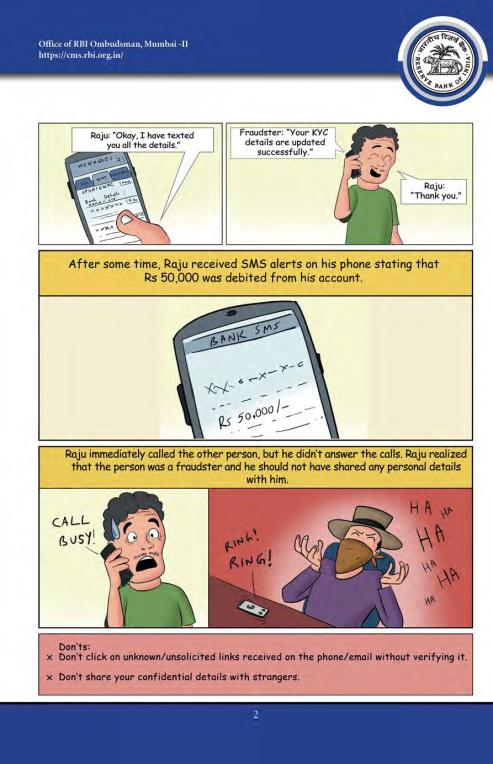 Office of RBI Ombudsman, Mumbai -II
https://cms.rbi.org.in/
भारतीय रिज़र्व बैंक
RESERVE BANK OF INDIA
Raju: "Okay, I have texted
you all the details."
Bank Details:
Fraudster: "Your KYC
details are updated
successfully."
Raju:
"Thank you."
After some time, Raju received SMS alerts on his phone stating that
Rs 50,000 was debited from his account.
BANK SMS
Rs 50,000/-
Raju immediately called the other person, but he didn't answer the calls. Raju realized
that the person was a fraudster and he should not have shared any personal details
with him.
CALL
BUSY!
RING!
RING!
HA HA
HA
HA
HA
HA
Don'ts:
x Don't click on unknown/unsolicited links received on the phone/email without verifying it.
x Don't share your confidential details with strangers.
2